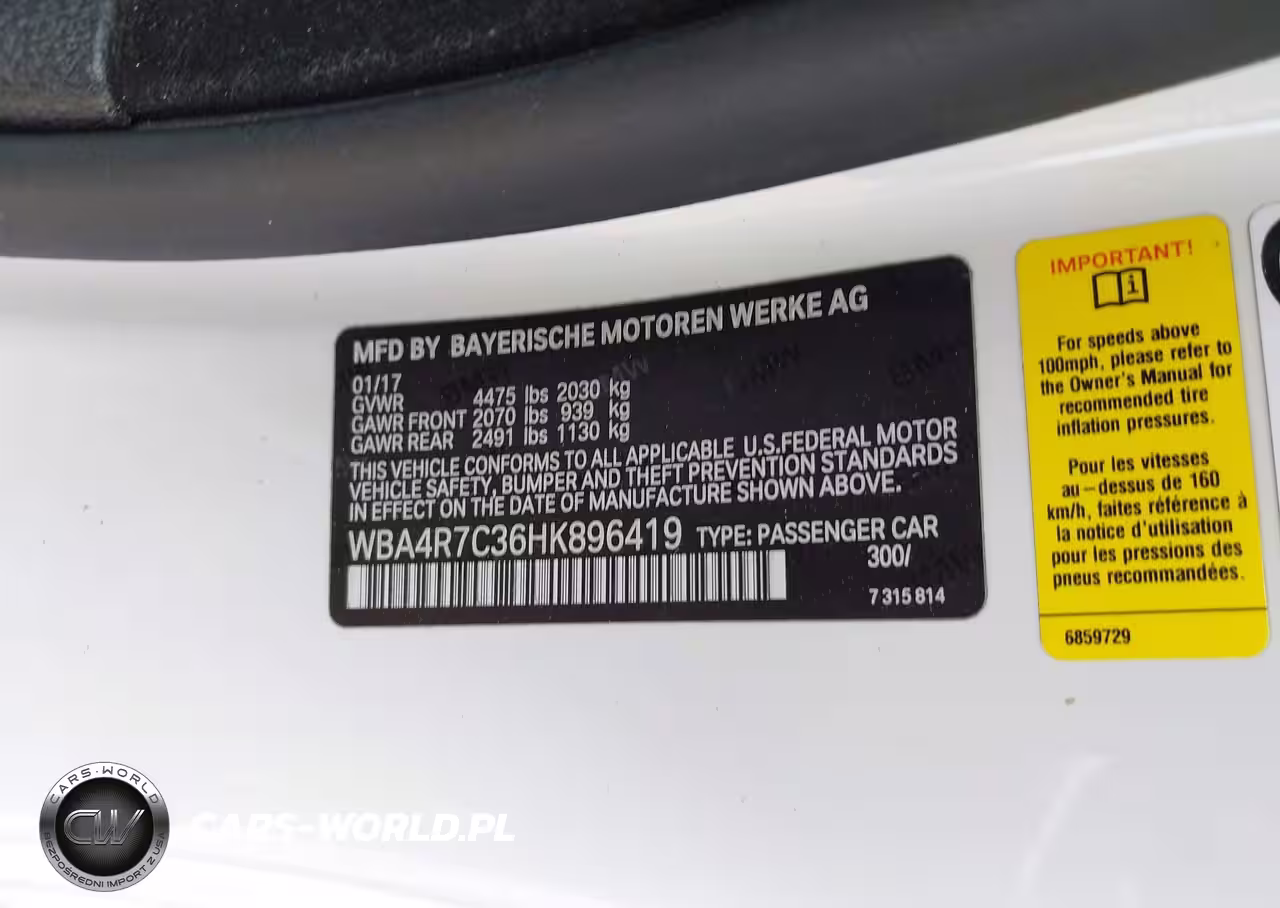 MFD BY BAYERISCHE MOTOREN WERKE AG
01/17
GVWR 4475 lbs 2030 kg
GAWR FRONT 2070 lbs 939 kg
GAWR REAR 2491 lbs 1130 kg
THIS VEHICLE CONFORMS TO ALL APPLICABLE U.S.FEDERAL MOTOR
VEHICLE SAFETY, BUMPER AND THEFT PREVENTION STANDARDS
IN EFFECT ON THE DATE OF MANUFACTURE SHOWN ABOVE.
WBA4R7C36HK896419 TYPE: PASSENGER CAR
300/
7 315 814
IMPORTANT!
i
For speeds above
100mph, please refer to
the Owner's Manual for
recommended tire
inflation pressures.
Pour les vitesses
au-dessus de 160
km/h, faites référence à
la notice d'utilisation
pour les pressions des
pneus recommandées.
6859729
CARS-WORLD
CW
BEZPOŚREDNI IMPORT Z USA
CARS-WORLD.PL